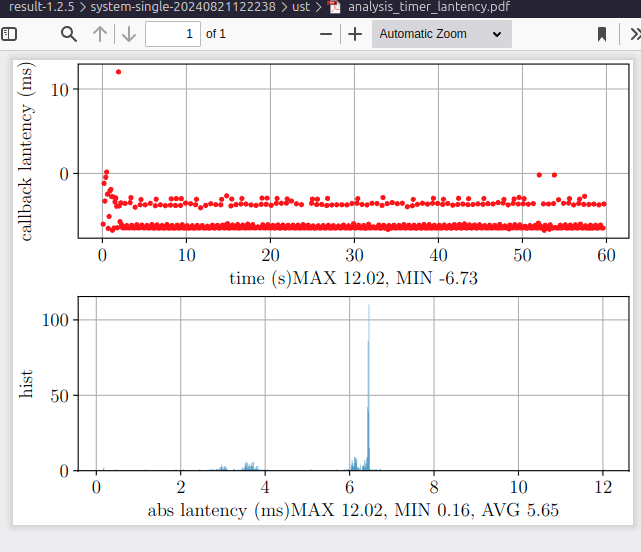 result-1.2.5 > system-single-20240821122238 > ust > analysis_timer_lantency.pdf
1 of 1 Automatic Zoom
callback lantency (ms)
10
0
0 10 20 30 40 50 60
time (s)MAX 12.02, MIN -6.73
hist
100
50
0
0 2 4 6 8 10 12
abs lantency (ms)MAX 12.02, MIN 0.16, AVG 5.65